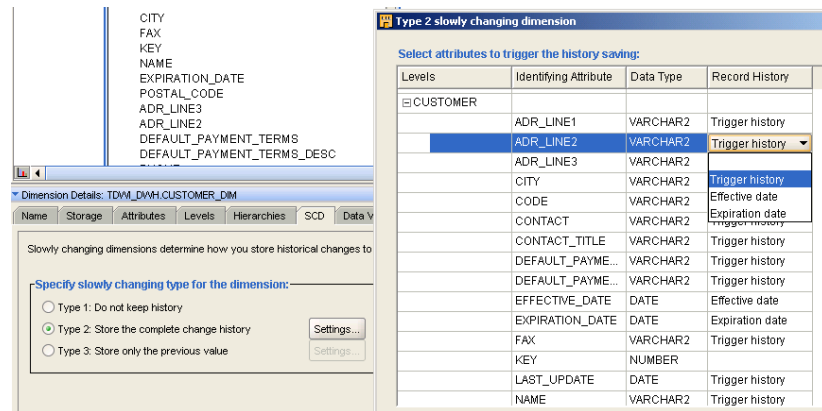 CITY
FAX
KEY
NAME
EXPIRATION_DATE
POSTAL_CODE
ADR_LINE3
ADR_LINE2
DEFAULT_PAYMENT_TERMS
DEFAULT_PAYMENT_TERMS_DESC
Dimension Details: TDWI_DWH.CUSTOMER_DIM
Name Storage Attributes Levels Hierarchies SCD Data V
Slowly changing dimensions determine how you store historical changes to
Specify slowly changing type for the dimension:
Type 1: Do not keep history
Type 2: Store the complete change history Settings...
Type 3: Store only the previous value Settings...
Type 2 slowly changing dimension
Select attributes to trigger the history saving:
Levels Identifying Attribute Data Type Record History
CUSTOMER
ADR_LINE1 VARCHAR2 Trigger history
ADR_LINE2 VARCHAR2 Trigger history
ADR_LINE3 VARCHAR2
CITY VARCHAR2 Trigger history
CODE VARCHAR2 Effective date
Expiration date
CONTACT VARCHAR2 Trigger history
CONTACT_TITLE VARCHAR2 Trigger history
DEFAULT_PAYME... VARCHAR2 Trigger history
DEFAULT_PAYME... VARCHAR2 Trigger history
EFFECTIVE_DATE DATE Effective date
EXPIRATION_DATE DATE Expiration date
FAX VARCHAR2 Trigger history
KEY NUMBER
LAST_UPDATE DATE Trigger history
NAME VARCHAR2 Trigger history